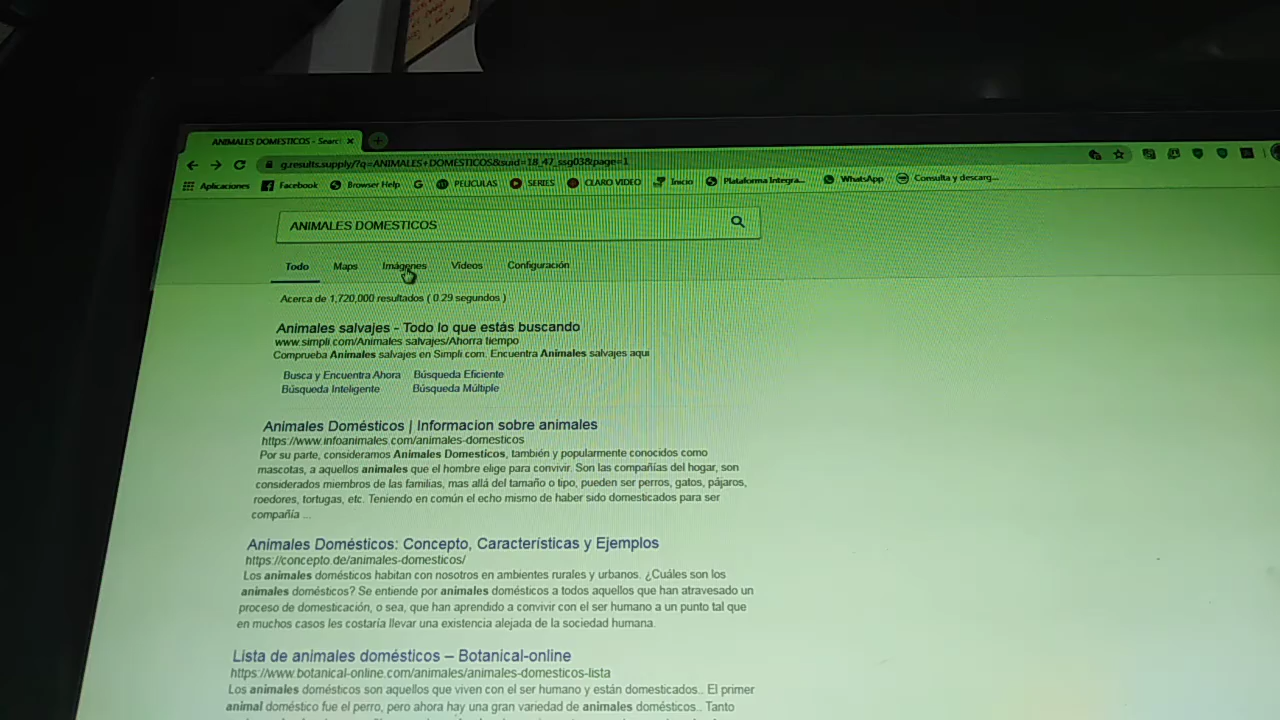 ANIMALES DOMESTICOS - Searc
g.results.supply/?q=ANIMALES+DOMESTICOS&suid=18_47_ssg03&page=1
Aplicaciones Facebook Browser Help PELICULAS SERIES CLARO VIDEO Inicio Plataforma Integra... WhatsApp Consulta y descarg...
ANIMALES DOMESTICOS
Todo Maps Imágenes Vídeos Configuración
Acerca de 1,720,000 resultados ( 0.29 segundos )
Animales salvajes - Todo lo que estás buscando
www.simpli.com/Animales salvajes/Ahorra tiempo
Comprueba Animales salvajes en Simpli.com. Encuentra Animales salvajes aqui
Busca y Encuentra Ahora Búsqueda Eficiente
Búsqueda Inteligente Búsqueda Múltiple
Animales Domésticos | Informacion sobre animales
https://www.infoanimales.com/animales-domesticos
Por su parte, consideramos Animales Domesticos, también y popularmente conocidos como
mascotas, a aquellos animales que el hombre elige para convivir. Son las compañías del hogar, son
considerados miembros de las familias, mas allá del tamaño o tipo, pueden ser perros, gatos, pájaros,
roedores, tortugas, etc. Teniendo en común el echo mismo de haber sido domesticados para ser
compañía ...
Animales Domésticos: Concepto, Características y Ejemplos
https://concepto.de/animales-domesticos/
Los animales domésticos habitan con nosotros en ambientes rurales y urbanos. ¿Cuáles son los
animales domésticos? Se entiende por animales domésticos a todos aquellos que han atravesado un
proceso de domesticación, o sea, que han aprendido a convivir con el ser humano a un punto tal que
en muchos casos les costaría llevar una existencia alejada de la sociedad humana.
Lista de animales domésticos – Botanical-online
https://www.botanical-online.com/animales/animales-domesticos-lista
Los animales domésticos son aquellos que viven con el ser humano y están domesticados.. El primer
animal doméstico fue el perro, pero ahora hay una gran variedad de animales domésticos.. Tanto